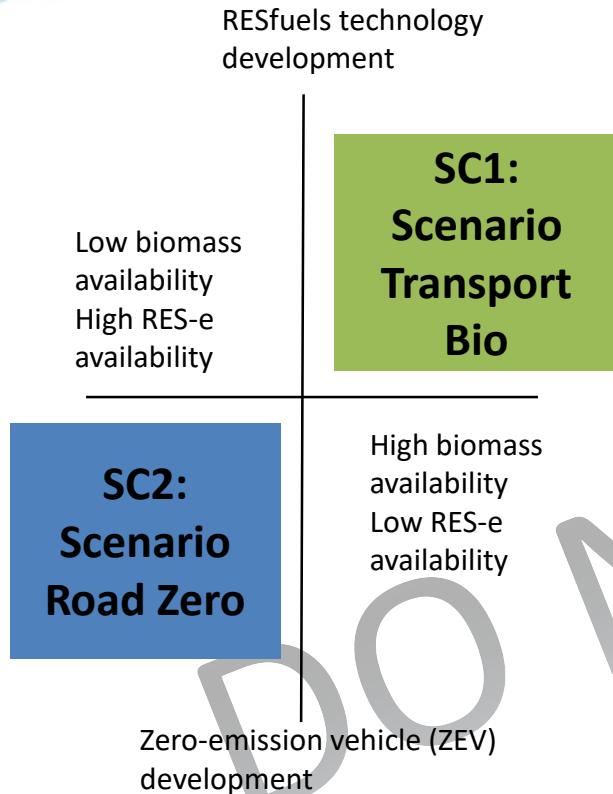 RESfuels technology
development
SC1:
Scenario
Transport
Bio
Low biomass
availability
High RES-e
availability
SC2:
Scenario
Road Zero
High biomass
availability
Low RES-e
availability
DO
Zero-emission vehicle (ZEV)
development